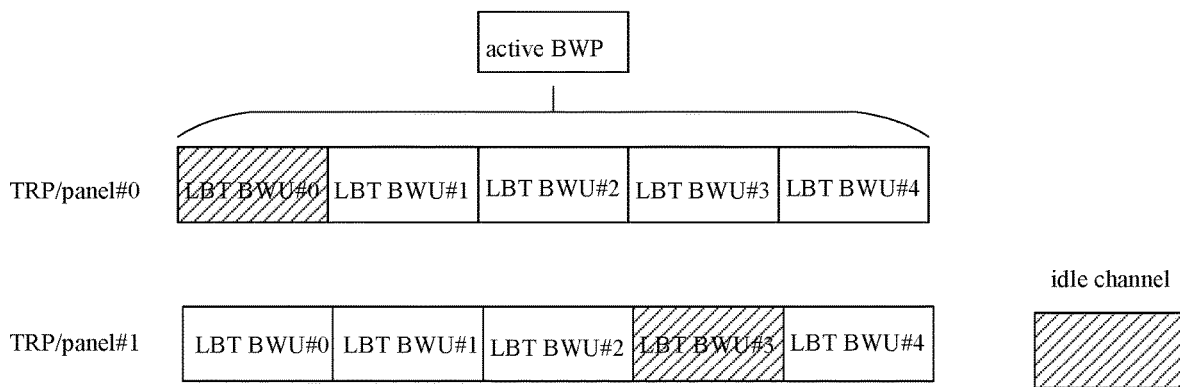 active BWP
TRP/panel#0 LBT BWU#0 LBT BWU#1 LBT BWU#2 LBT BWU#3 LBT BWU#4
idle channel
TRP/panel#1 LBT BWU#0 LBT BWU#1 LBT BWU#2 LBT BWU#3 LBT BWU#4